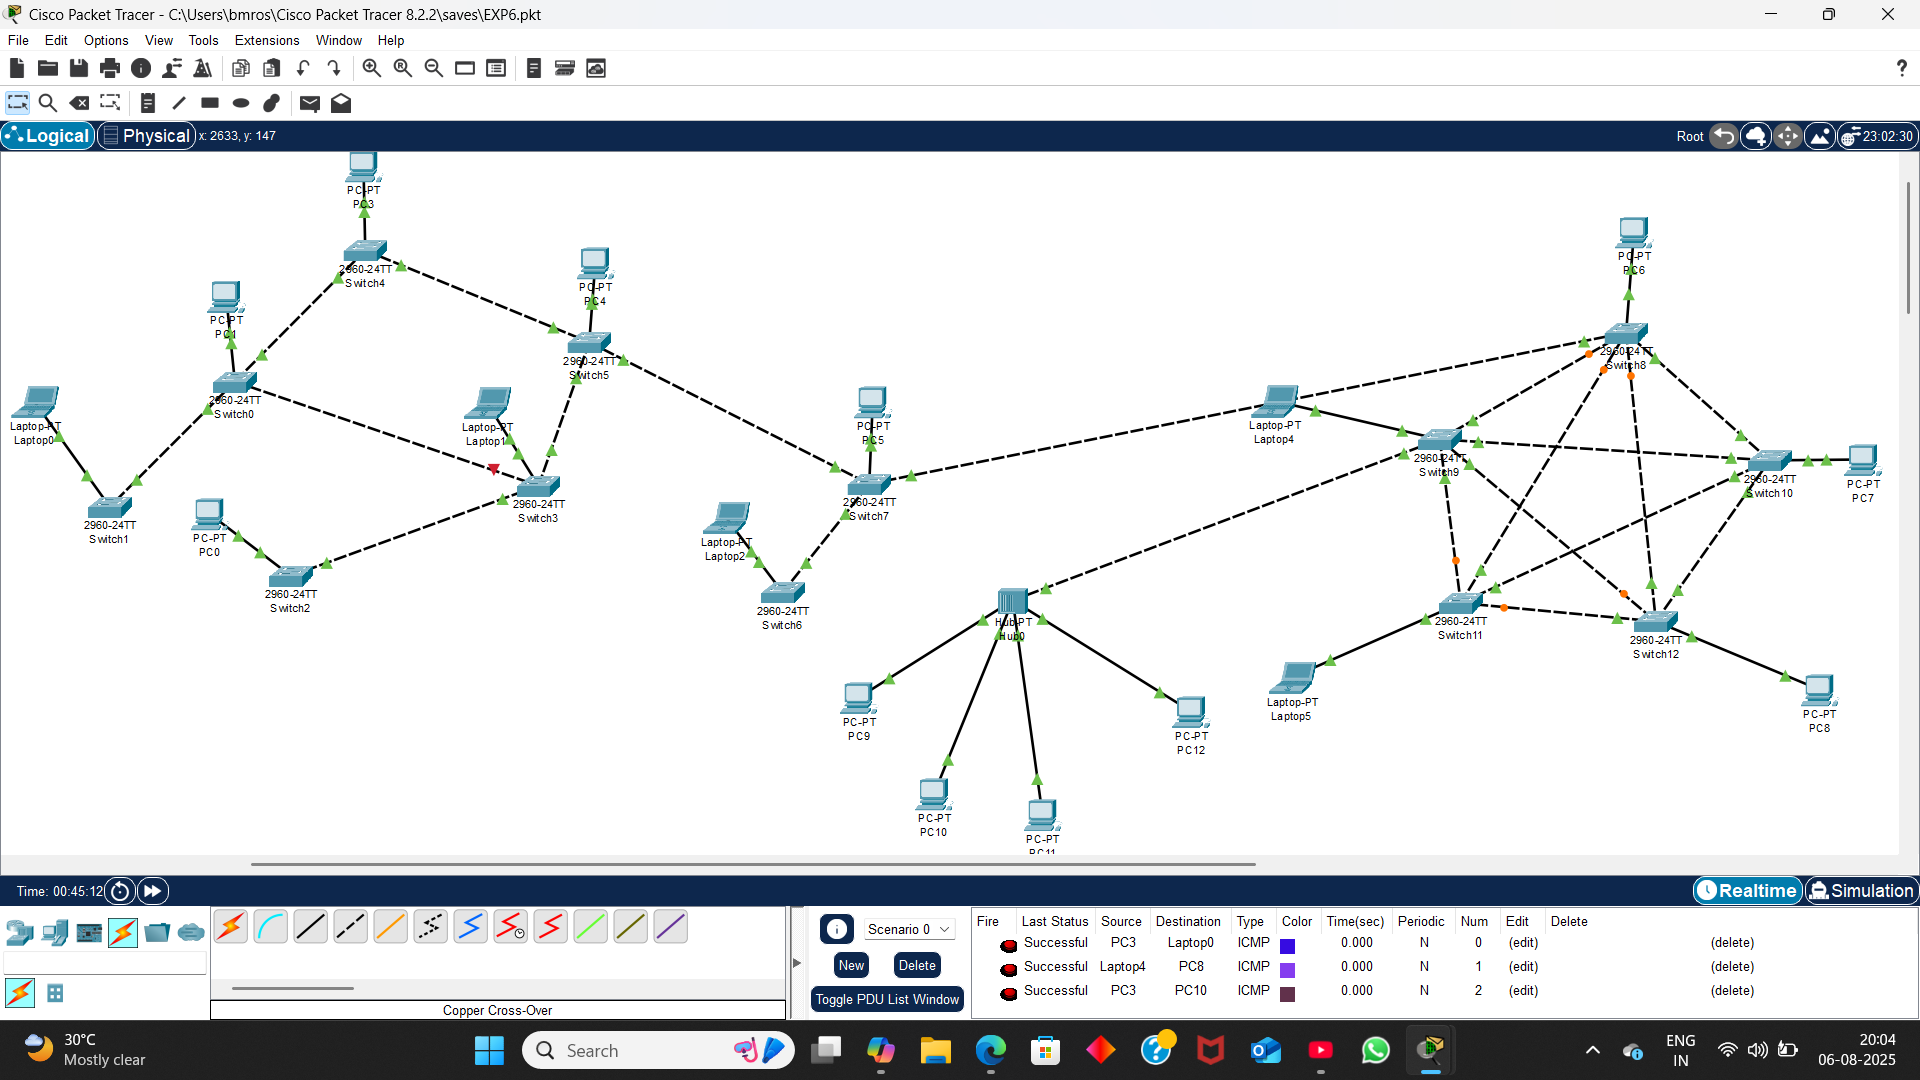 Cisco Packet Tracer - C:\Users\bmros\Cisco Packet Tracer 8.2.2\saves\EXP6.pkt
File Edit Options View Tools Extensions Window Help
?
Logical Physical x: 2633, y: 147 Root 23:02:30
PC-PT
PC3
2960-24TT
Switch4
PC-PT
PC1
2960-24TT
Switch0
Laptop-PT
Laptop0
2960-24TT
Switch1
PC-PT
PC0
2960-24TT
Switch2
PC-PT
PC4
2960-24TT
Switch5
Laptop-PT
Laptop1
2960-24TT
Switch3
PC-PT
PC5
2960-24TT
Switch7
Laptop-PT
Laptop2
2960-24TT
Switch6
Hub-PT
Hub0
PC-PT
PC9
PC-PT
PC10
PC-PT
PC11
PC-PT
PC12
PC-PT
PC6
2960-24TT
Switch8
Laptop-PT
Laptop4
2960-24TT
Switch9
2960-24TT
Switch10
PC-PT
PC7
2960-24TT
Switch11
2960-24TT
Switch12
Laptop-PT
Laptop5
PC-PT
PC8
Time: 00:45:12 Realtime Simulation
Scenario 0
New Delete
Toggle PDU List Window
Copper Cross-Over
Fire Last Status Source Destination Type Color Time(sec) Periodic Num Edit Delete
Successful PC3 Laptop0 ICMP 0.000 N 0 (edit) (delete)
Successful Laptop4 PC8 ICMP 0.000 N 1 (edit) (delete)
Successful PC3 PC10 ICMP 0.000 N 2 (edit) (delete)
30°C
Mostly clear
Search
ENG
IN
20:04
06-08-2025